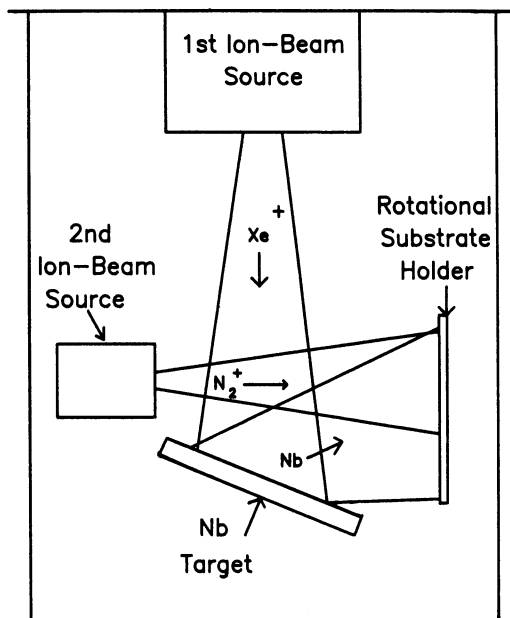 1st Ion-Beam
Source
Xe+
Rotational
Substrate
Holder
2nd
Ion-Beam
Source
N2+
Nb
Nb
Target